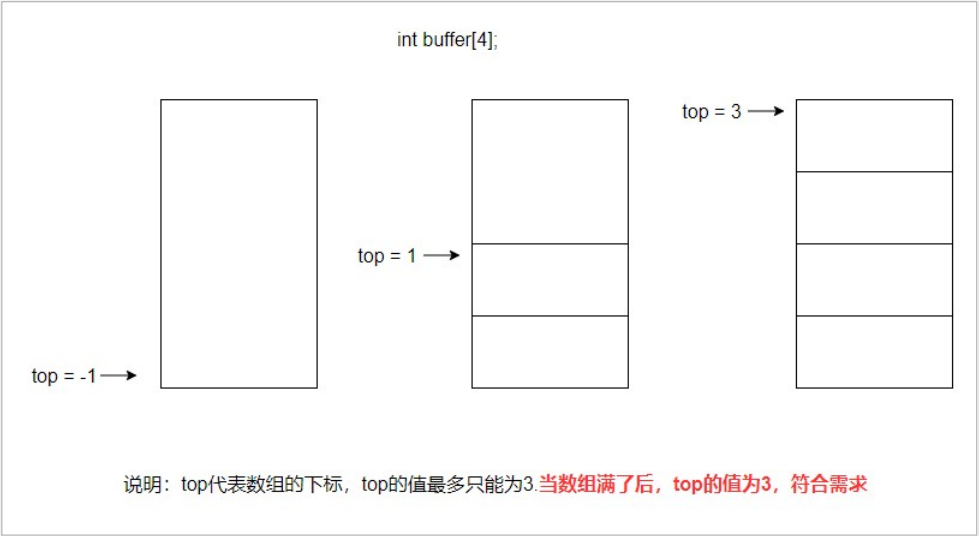 int buffer[4];
top = 3
top = 1
top = -1
说明：top代表数组的下标，top的值最多只能为3.当数组满了后，top的值为3，符合需求